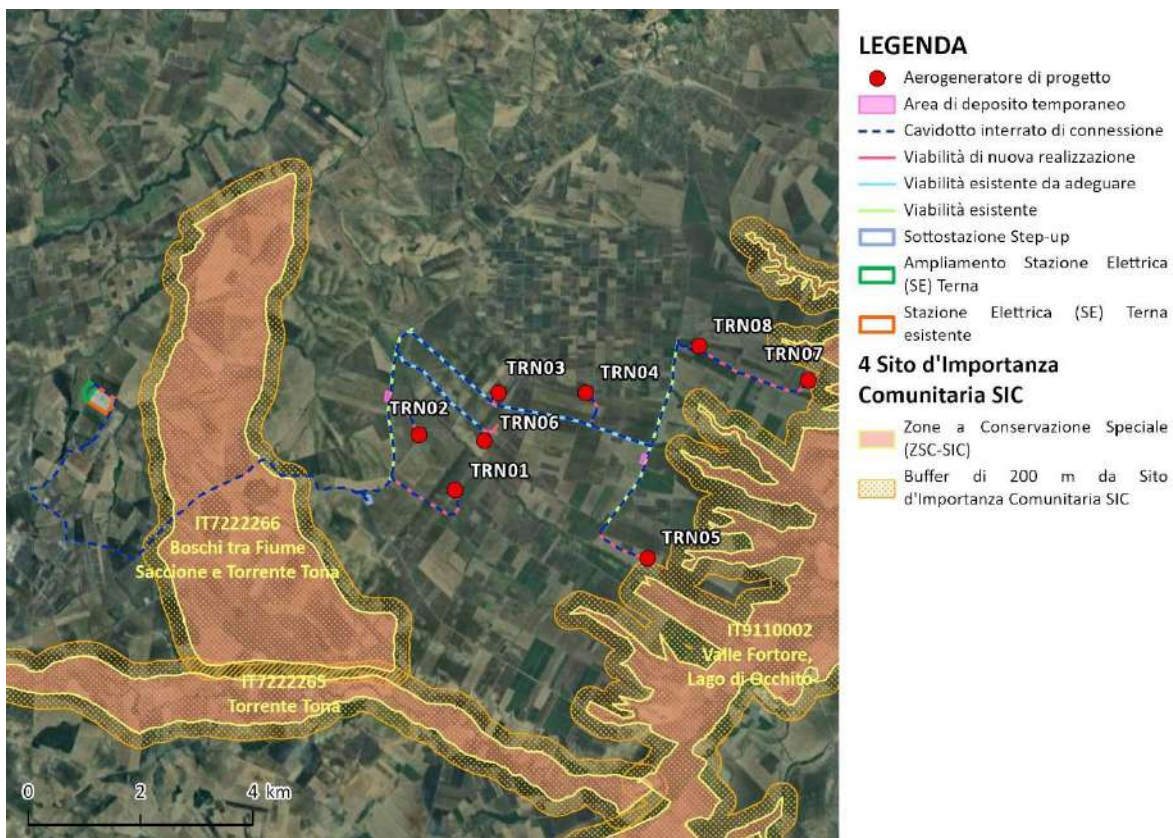 TRN08
TRN07
TRN03
TRN04
TRN02
TRN06
TRN01
TRN05
IT7222266
Boschi tra Fiume
Saccione e Torrente Tona
IT9110002
Valle Fortore,
Lago di Occhito
IT7222265
Torrente Tona
0 2 4 km
LEGENDA
Aerogeneratore di progetto
Area di deposito temporaneo
Cavidotto interrato di connessione
Viabilità di nuova realizzazione
Viabilità esistente da adeguare
Viabilità esistente
Sottostazione Step-up
Ampliamento Stazione Elettrica
(SE) Terna
Stazione Elettrica (SE) Terna
esistente
4 Sito d'Importanza
Comunitaria SIC
Zone a Conservazione Speciale
(ZSC-SIC)
Buffer di 200 m da Sito
d'Importanza Comunitaria SIC